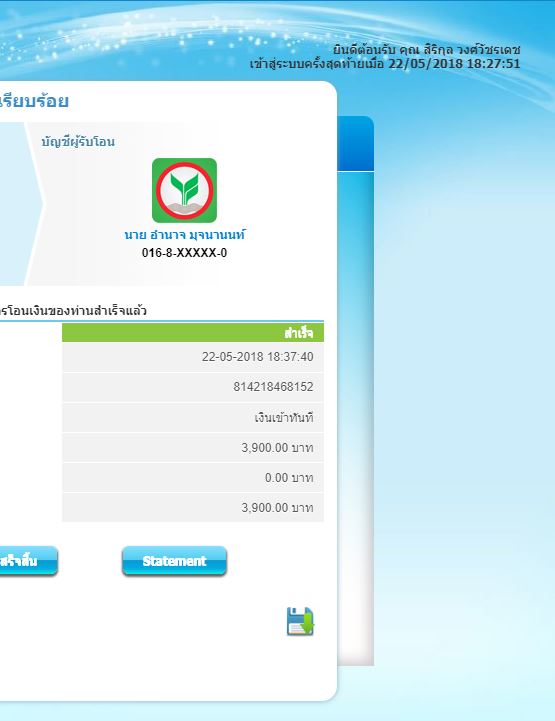 ยินดีต้อนรับ คุณ สิริกุล วงศ์วัชรเดช
เข้าสู่ระบบครั้งสุดท้ายเมื่อ 22/05/2018 18:27:51
เรียบร้อย
บัญชีผู้รับโอน
นาย อำนาจ มุจนานนท์
016-8-XXXXX-0
รโอนเงินของท่านสำเร็จแล้ว
สำเร็จ
22-05-2018 18:37:40
814218468152
เงินเข้าทันที
3,900.00 บาท
0.00 บาท
3,900.00 บาท
สร็จสิ้น
Statement